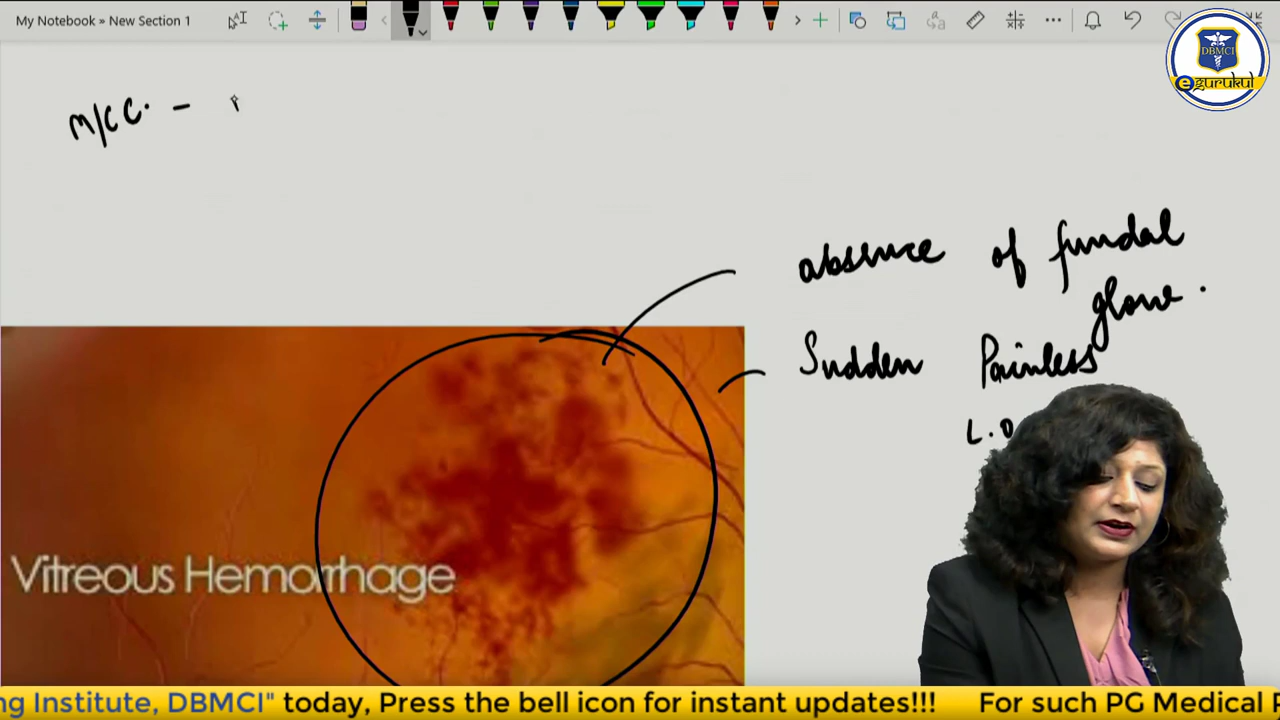 My Notebook » New Section 1
DBMCI
e gurukul
M/C C. -
absence of fundal
glow.
Sudden Painless
L.O
Vitreous Hemorrhage
ng Institute, DBMCI" today, Press the bell icon for instant updates!!! For such PG Medical